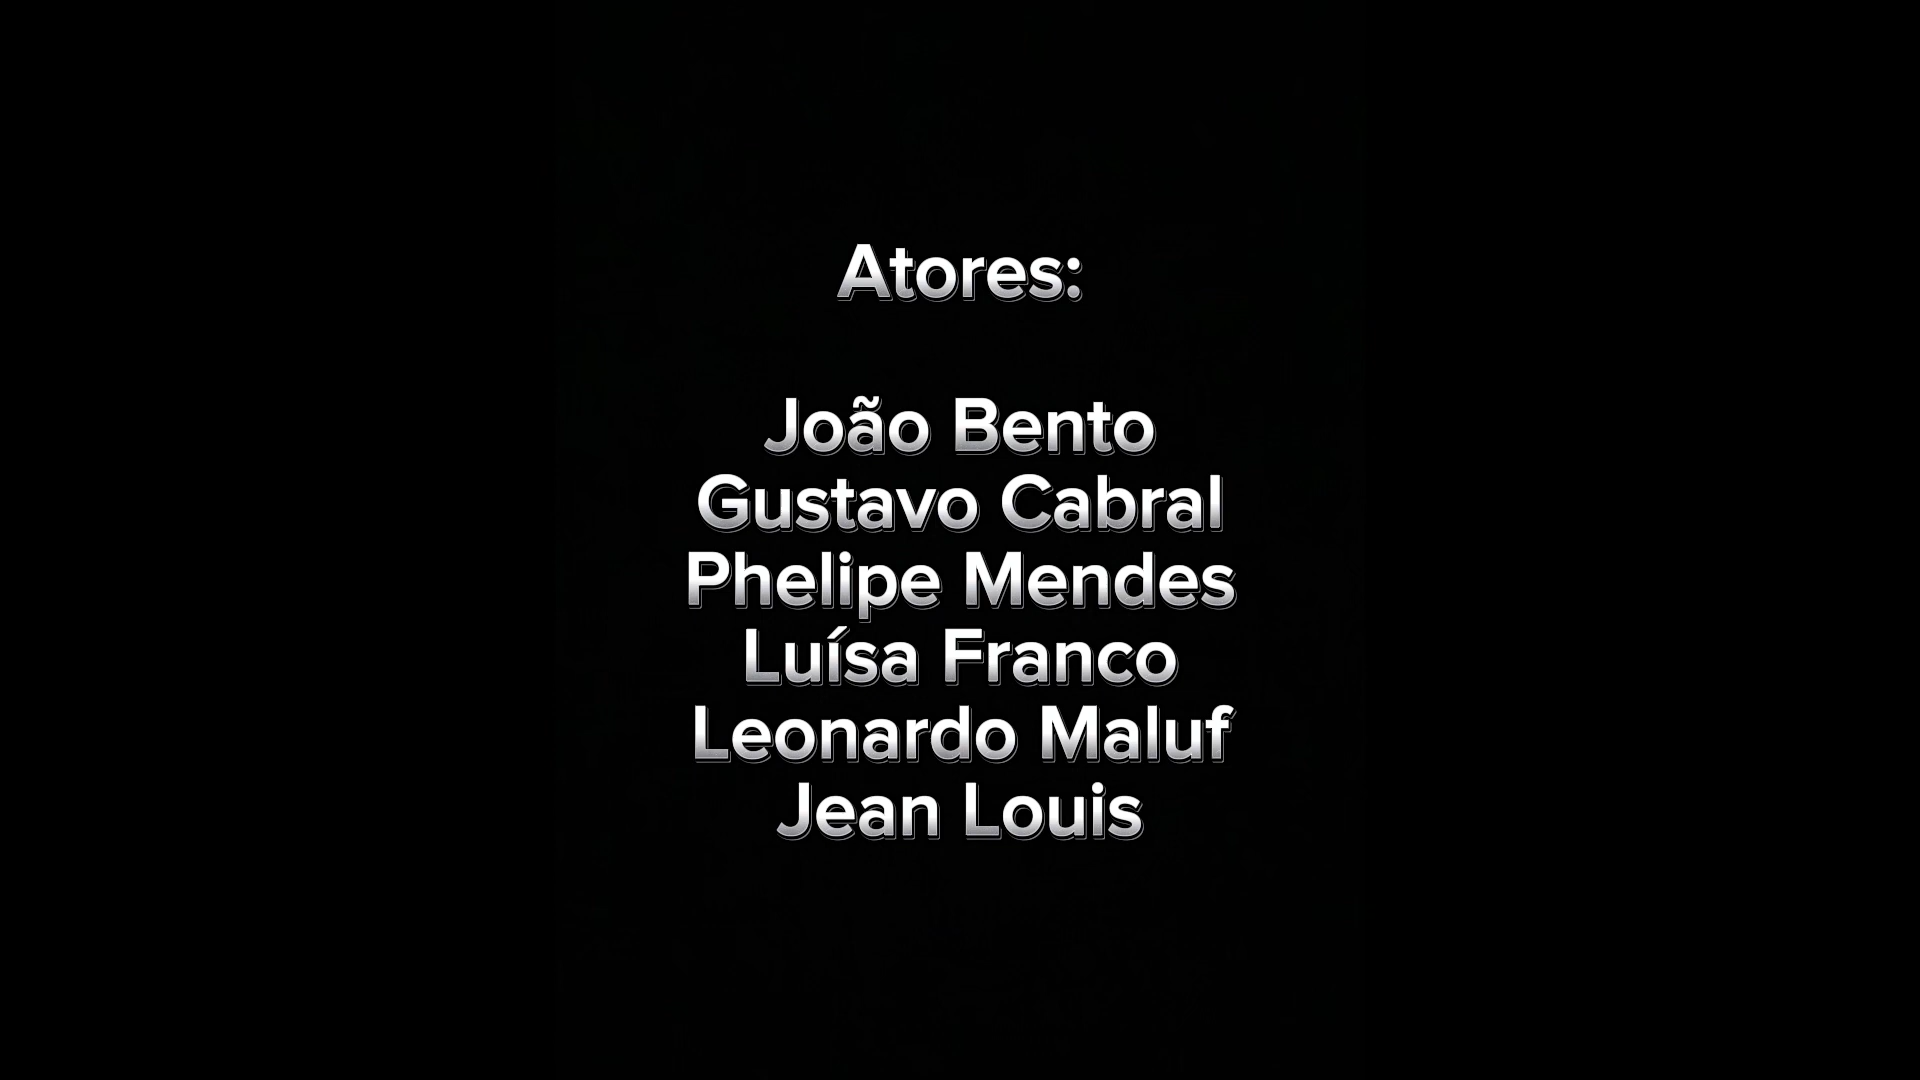 Atores:
João Bento
Gustavo Cabral
Phelipe Mendes
Luísa Franco
Leonardo Maluf
Jean Louis